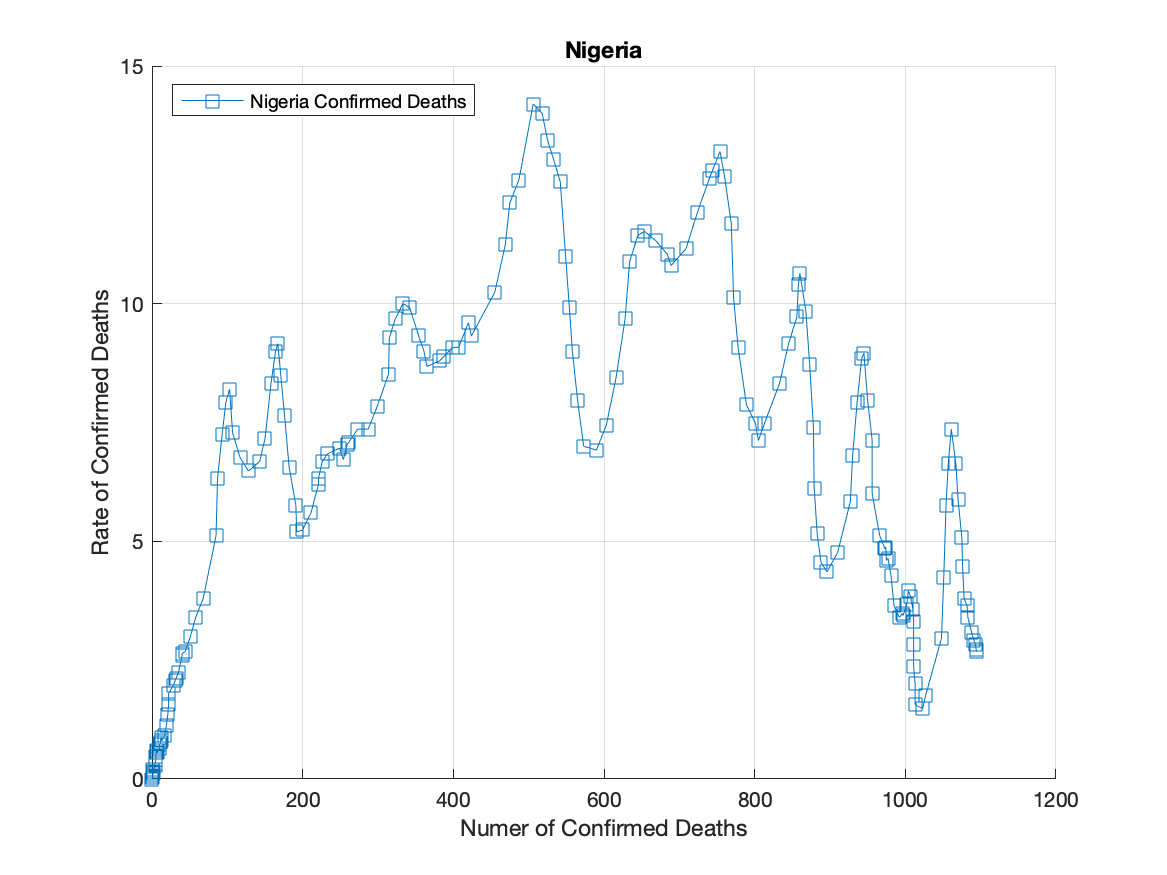 Nigeria
15
Nigeria Confirmed Deaths
10
5
0
Rate of Confirmed Deaths
0 200 400 600 800 1000 1200
Numer of Confirmed Deaths